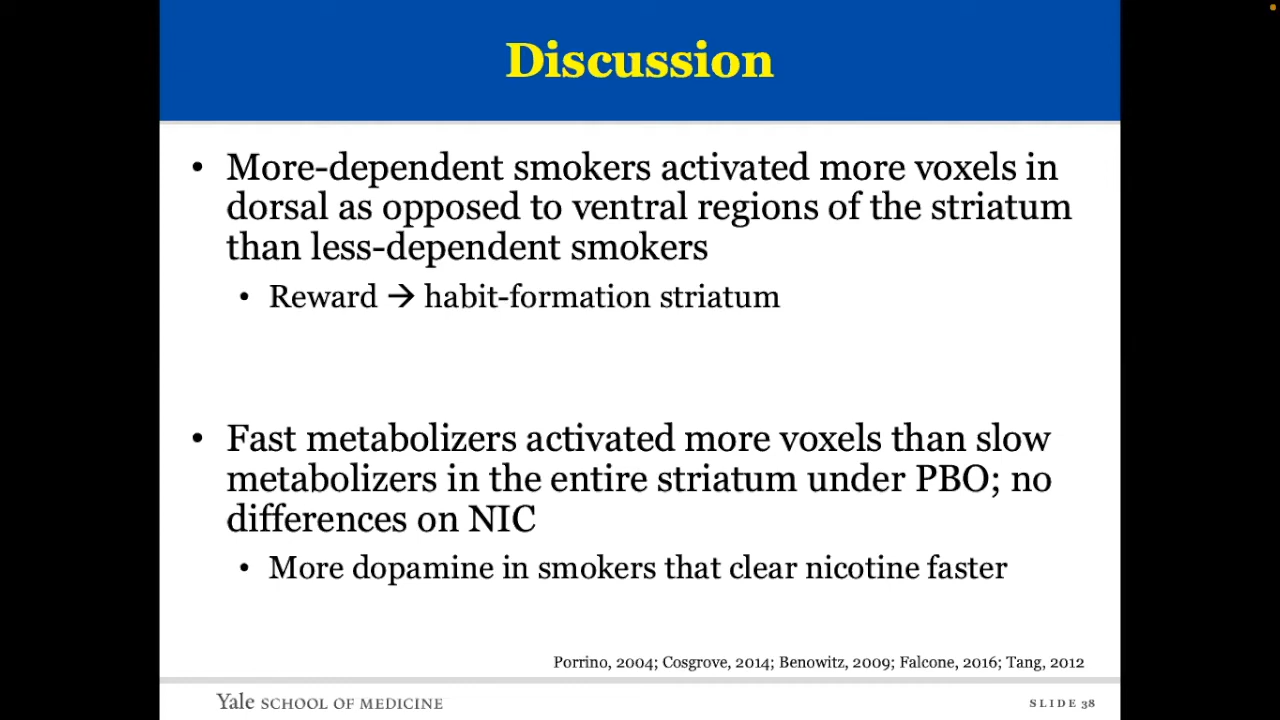 Discussion
• More-dependent smokers activated more voxels in
dorsal as opposed to ventral regions of the striatum
than less-dependent smokers
• Reward → habit-formation striatum
• Fast metabolizers activated more voxels than slow
metabolizers in the entire striatum under PBO; no
differences on NIC
• More dopamine in smokers that clear nicotine faster
Porrino, 2004; Cosgrove, 2014; Benowitz, 2009; Falcone, 2016; Tang, 2012
Yale SCHOOL OF MEDICINE
SLIDE 38